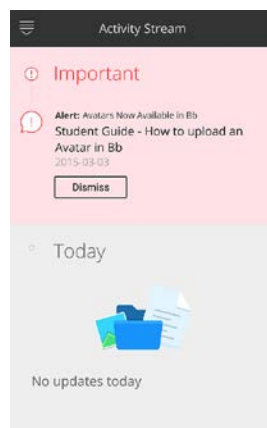 Activity Stream
Important
Alert: Avatars Now Available in Bb
Student Guide - How to upload an
Avatar in Bb
2015-03-03
Dismiss
Today
No updates today